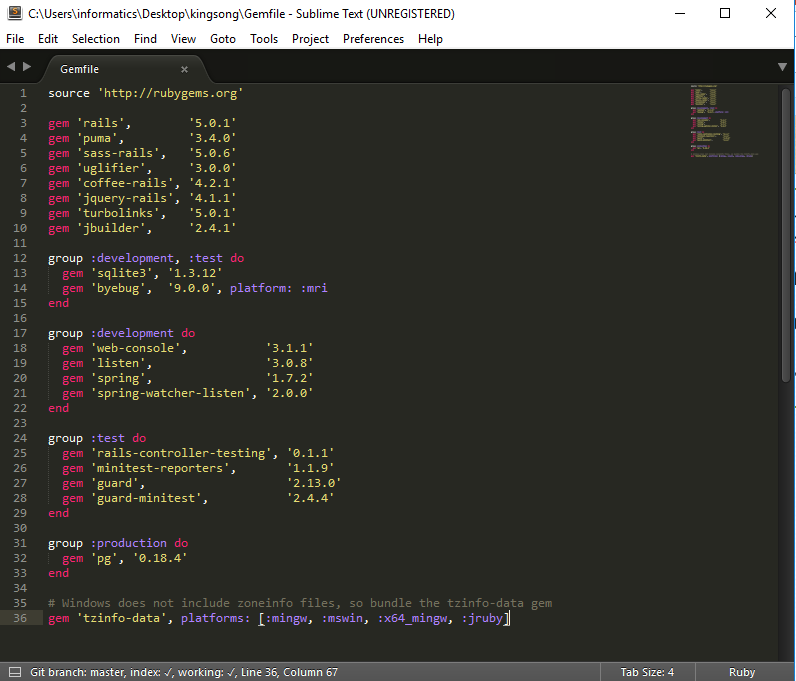 C:\Users\informatics\Desktop\kingsong\Gemfile - Sublime Text (UNREGISTERED)
File Edit Selection Find View Goto Tools Project Preferences Help
Gemfile
1 source 'http://rubygems.org'
2
3 gem 'rails',        '5.0.1'
4 gem 'puma',         '3.4.0'
5 gem 'sass-rails',   '5.0.6'
6 gem 'uglifier',     '3.0.0'
7 gem 'coffee-rails', '4.2.1'
8 gem 'jquery-rails', '4.1.1'
9 gem 'turbolinks',   '5.0.1'
10 gem 'jbuilder',     '2.4.1'
11
12 group :development, :test do
13   gem 'sqlite3', '1.3.12'
14   gem 'byebug',  '9.0.0', platform: :mri
15 end
16
17 group :development do
18   gem 'web-console',           '3.1.1'
19   gem 'listen',                '3.0.8'
20   gem 'spring',                '1.7.2'
21   gem 'spring-watcher-listen', '2.0.0'
22 end
23
24 group :test do
25   gem 'rails-controller-testing', '0.1.1'
26   gem 'minitest-reporters',       '1.1.9'
27   gem 'guard',                    '2.13.0'
28   gem 'guard-minitest',           '2.4.4'
29 end
30
31 group :production do
32   gem 'pg', '0.18.4'
33 end
34
35 # Windows does not include zoneinfo files, so bundle the tzinfo-data gem
36 gem 'tzinfo-data', platforms: [:mingw, :mswin, :x64_mingw, :jruby]
Git branch: master, index: ✓, working: ✓, Line 36, Column 67 Tab Size: 4 Ruby